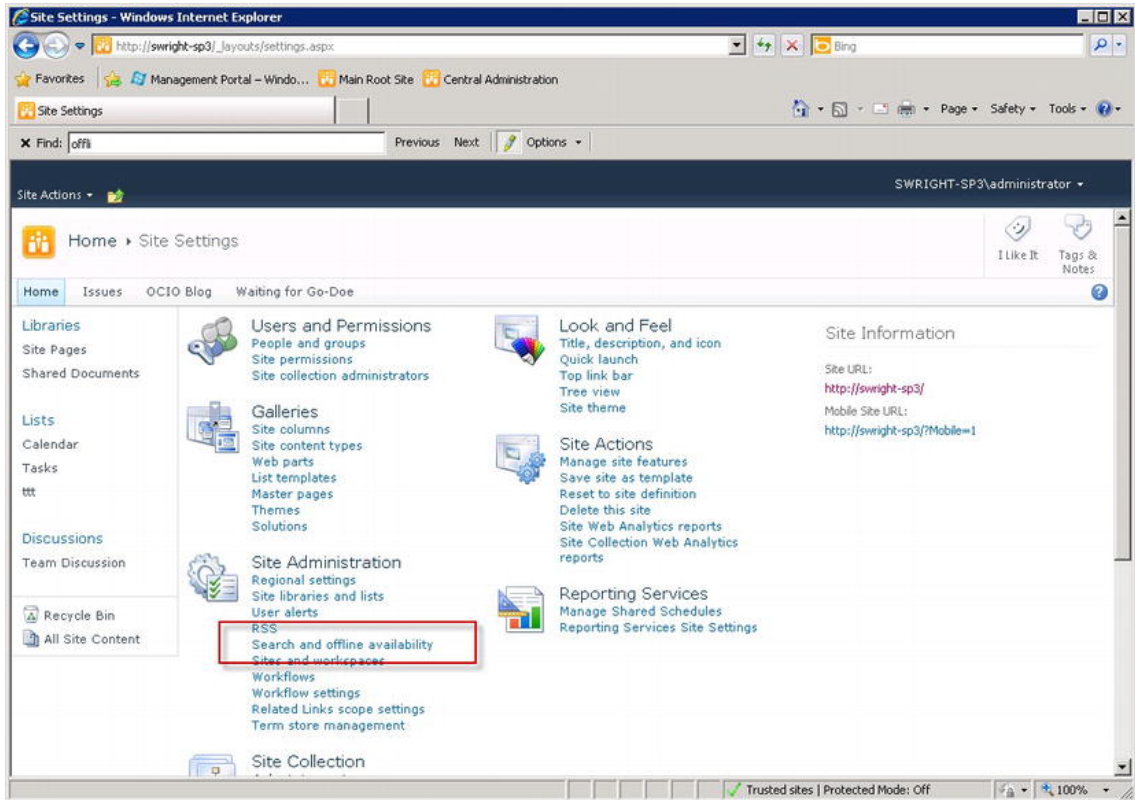 Site Settings - Windows Internet Explorer
http://swright-sp3/_layouts/settings.aspx
Bing
Favorites
Management Portal – Windo...
Main Root Site
Central Administration
Site Settings
Page
Safety
Tools
Find: offli
Previous
Next
Options
Site Actions
SWRIGHT-SP3\administrator
Home
Site Settings
I Like It
Tags &
Notes
Home
Issues
OCIO Blog
Waiting for Go-Doe
Libraries
Site Pages
Shared Documents
Lists
Calendar
Tasks
ttt
Discussions
Team Discussion
Recycle Bin
All Site Content
Users and Permissions
People and groups
Site permissions
Site collection administrators
Galleries
Site columns
Site content types
Web parts
List templates
Master pages
Themes
Solutions
Site Administration
Regional settings
Site libraries and lists
User alerts
RSS
Search and offline availability
Sites and workspaces
Workflows
Workflow settings
Related Links scope settings
Term store management
Site Collection
Look and Feel
Title, description, and icon
Quick launch
Top link bar
Tree view
Site theme
Site Actions
Manage site features
Save site as template
Reset to site definition
Delete this site
Site Web Analytics reports
Site Collection Web Analytics
reports
Reporting Services
Manage Shared Schedules
Reporting Services Site Settings
Site Information
Site URL:
http://swright-sp3/
Mobile Site URL:
http://swright-sp3/?Mobile=1
Trusted sites | Protected Mode: Off
100%